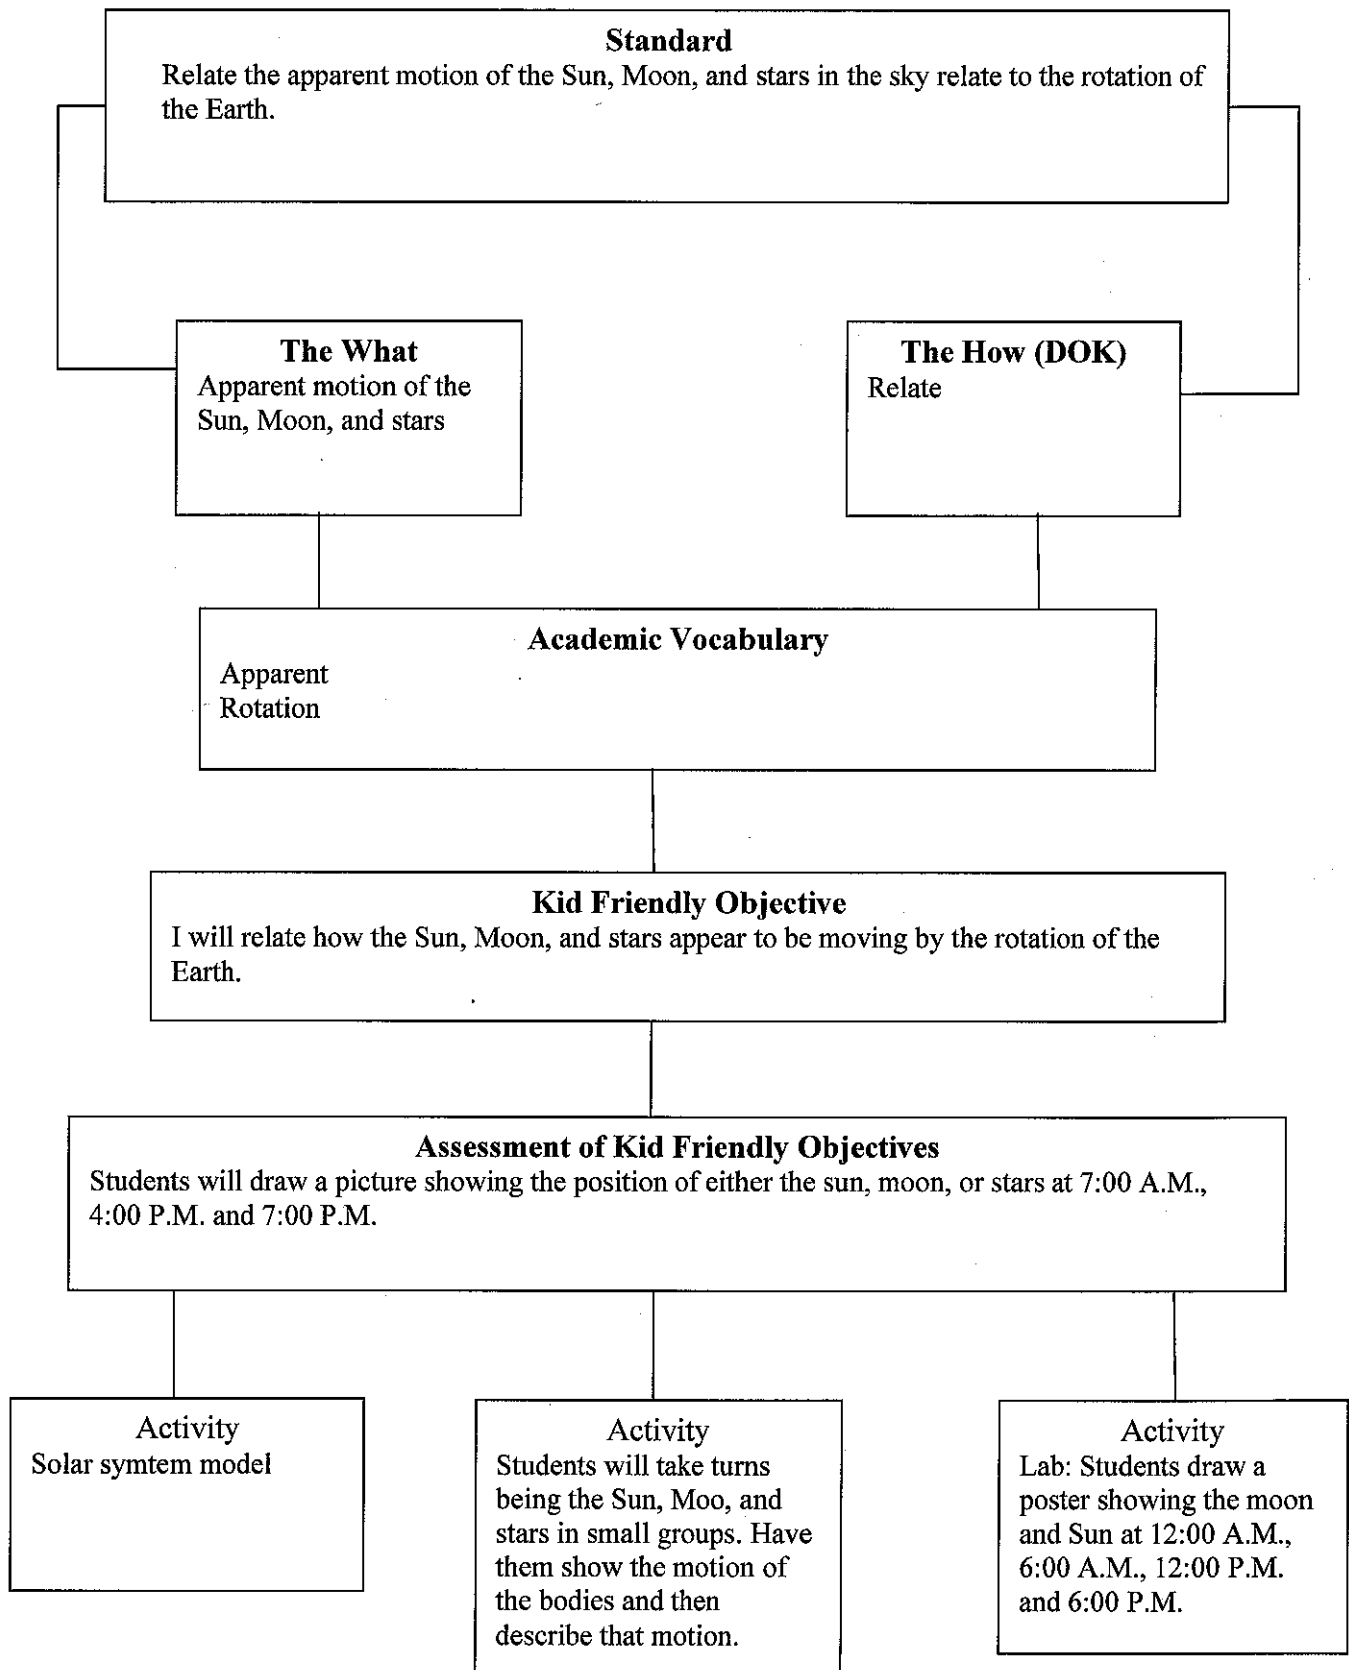 Standard
Relate the apparent motion of the Sun, Moon, and stars in the sky relate to the rotation of
the Earth.
The What
Apparent motion of the
Sun, Moon, and stars
The How (DOK)
Relate
Academic Vocabulary
Apparent
Rotation
Kid Friendly Objective
I will relate how the Sun, Moon, and stars appear to be moving by the rotation of the
Earth.
Assessment of Kid Friendly Objectives
Students will draw a picture showing the position of either the sun, moon, or stars at 7:00 A.M.,
4:00 P.M. and 7:00 P.M.
Activity
Solar symtem model
Activity
Students will take turns
being the Sun, Moo, and
stars in small groups. Have
them show the motion of
the bodies and then
describe that motion.
Activity
Lab: Students draw a
poster showing the moon
and Sun at 12:00 A.M.,
6:00 A.M., 12:00 P.M.
and 6:00 P.M.